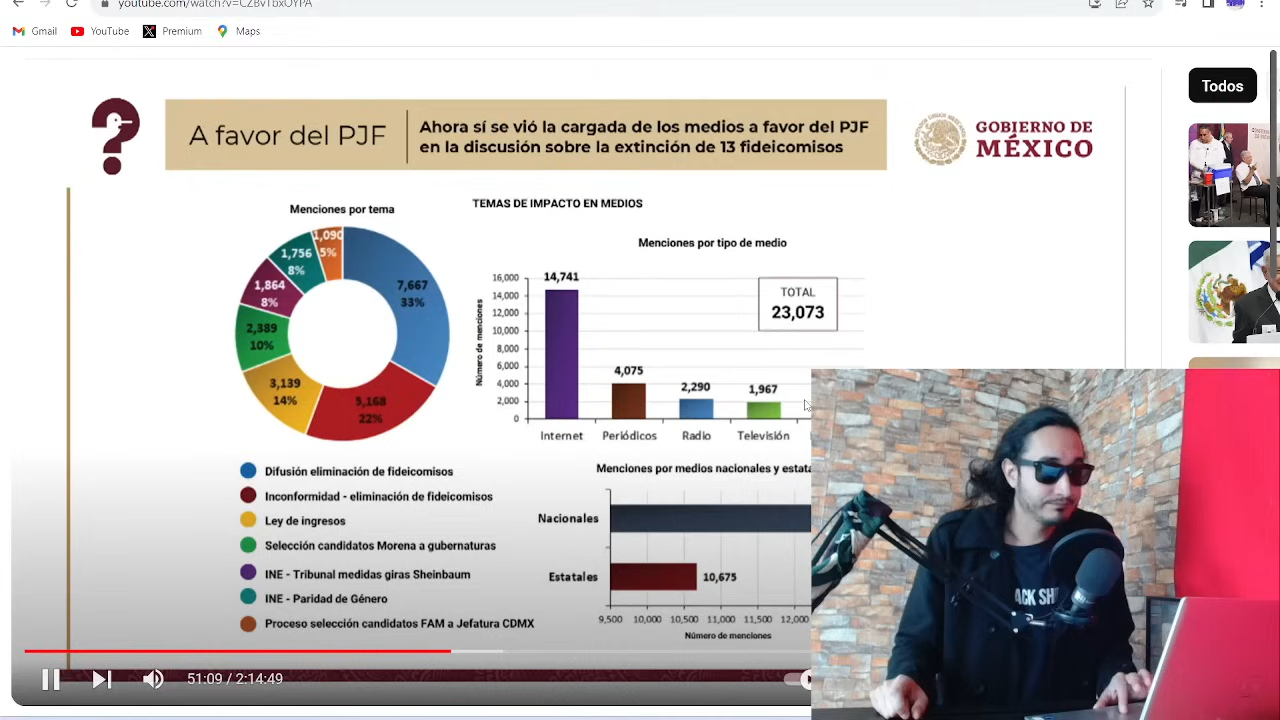 youtube.com/watch?v=CZBvTbxOYPA
Gmail
YouTube
Premium
Maps
Todos
A favor del PJF
Ahora sí se vió la cargada de los medios a favor del PJF
en la discusión sobre la extinción de 13 fideicomisos
GOBIERNO DE
MÉXICO
TEMAS DE IMPACTO EN MEDIOS
Menciones por tema
1,090
5%
1,756
8%
1,864
8%
2,389
10%
3,139
14%
5,168
22%
7,667
33%
Menciones por tipo de medio
Número de menciones
16,000
14,000
12,000
10,000
8,000
6,000
4,000
2,000
0
14,741
4,075
2,290
1,967
TOTAL
23,073
Internet
Periódicos
Radio
Televisión
Difusión eliminación de fideicomisos
Inconformidad - eliminación de fideicomisos
Ley de ingresos
Selección candidatos Morena a gubernaturas
INE - Tribunal medidas giras Sheinbaum
INE - Paridad de Género
Proceso selección candidatos FAM a Jefatura CDMX
Menciones por medios nacionales y estata
Nacionales
Estatales
10,675
9,500 10,000 10,500 11,000 11,500 12,000
Número de menciones
51:09 / 2:14:49